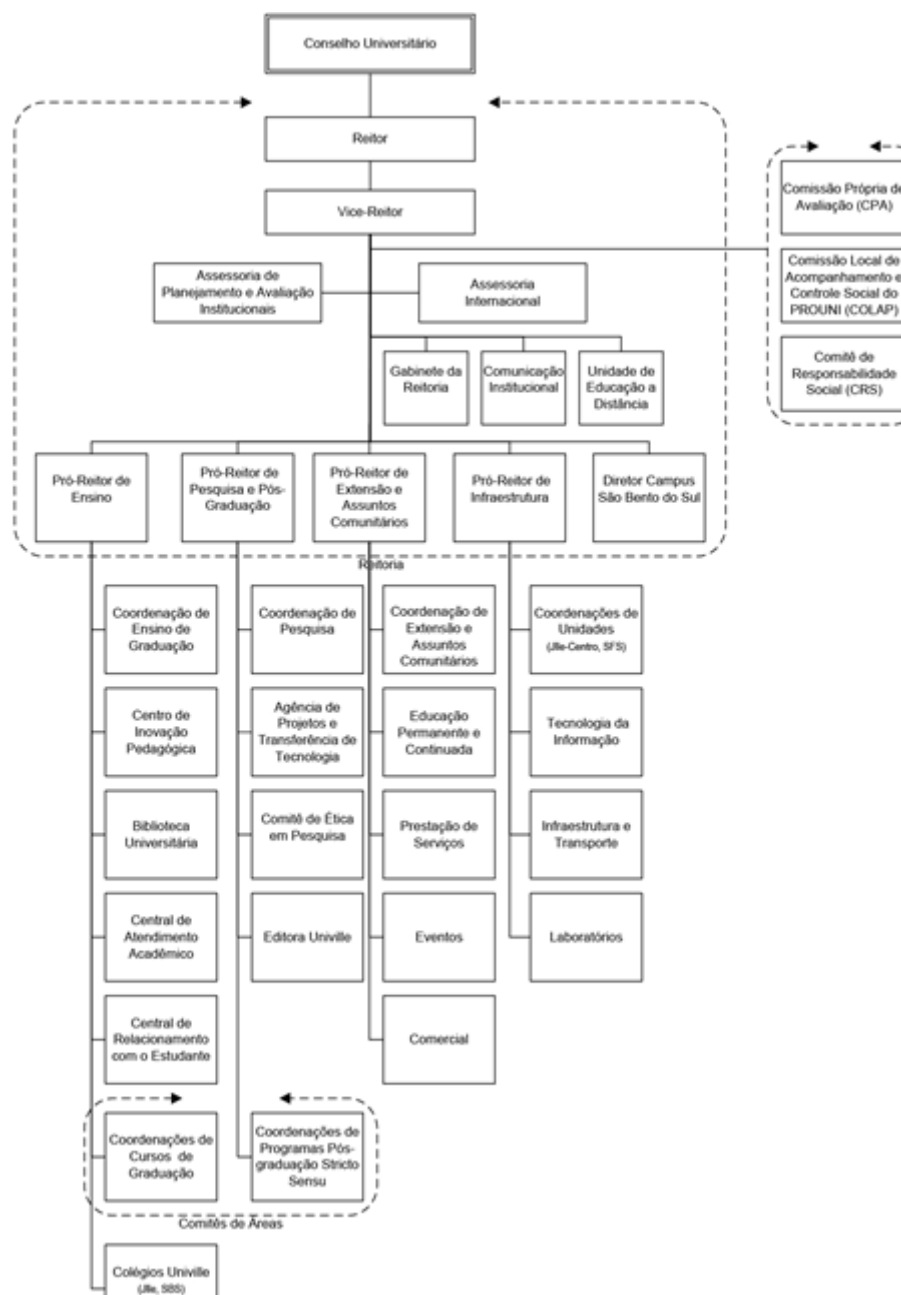 Conselho Universitário
Reitor
Vice-Reitor
Comissão Própria de
Avaliação (CPA)
Comissão Local de
Acompanhamento e
Controle Social do
PROUNI (COLAP)
Comitê de
Responsabilidade
Social (CRS)
Assessoria de
Planejamento e Avaliação
Institucionais
Assessoria
Internacional
Gabinete da
Reitoria
Comunicação
Institucional
Unidade de
Educação a
Distância
Pró-Reitor de
Ensino
Pró-Reitor de
Pesquisa e Pós-
Graduação
Pró-Reitor de
Extensão e
Assuntos
Comunitários
Pró-Reitor de
Infraestrutura
Diretor Campus
São Bento do Sul
Reitoria
Coordenação de
Ensino de
Graduação
Coordenação de
Pesquisa
Coordenação de
Extensão e
Assuntos
Comunitários
Coordenações de
Unidades
(Jlle-Centro, SFS)
Centro de
Inovação
Pedagógica
Agência de
Projetos e
Transferência de
Tecnologia
Educação
Permanente e
Continuada
Tecnologia da
Informação
Biblioteca
Universitária
Comitê de Ética
em Pesquisa
Prestação de
Serviços
Infraestrutura e
Transporte
Central de
Atendimento
Acadêmico
Editora Univille
Eventos
Laboratórios
Central de
Relacionamento
com o Estudante
Comercial
Coordenações de
Cursos de
Graduação
Coordenações de
Programas Pós-
graduação Stricto
Sensu
Comitês de Áreas
Colégios Univille
(Jlle, SBS)